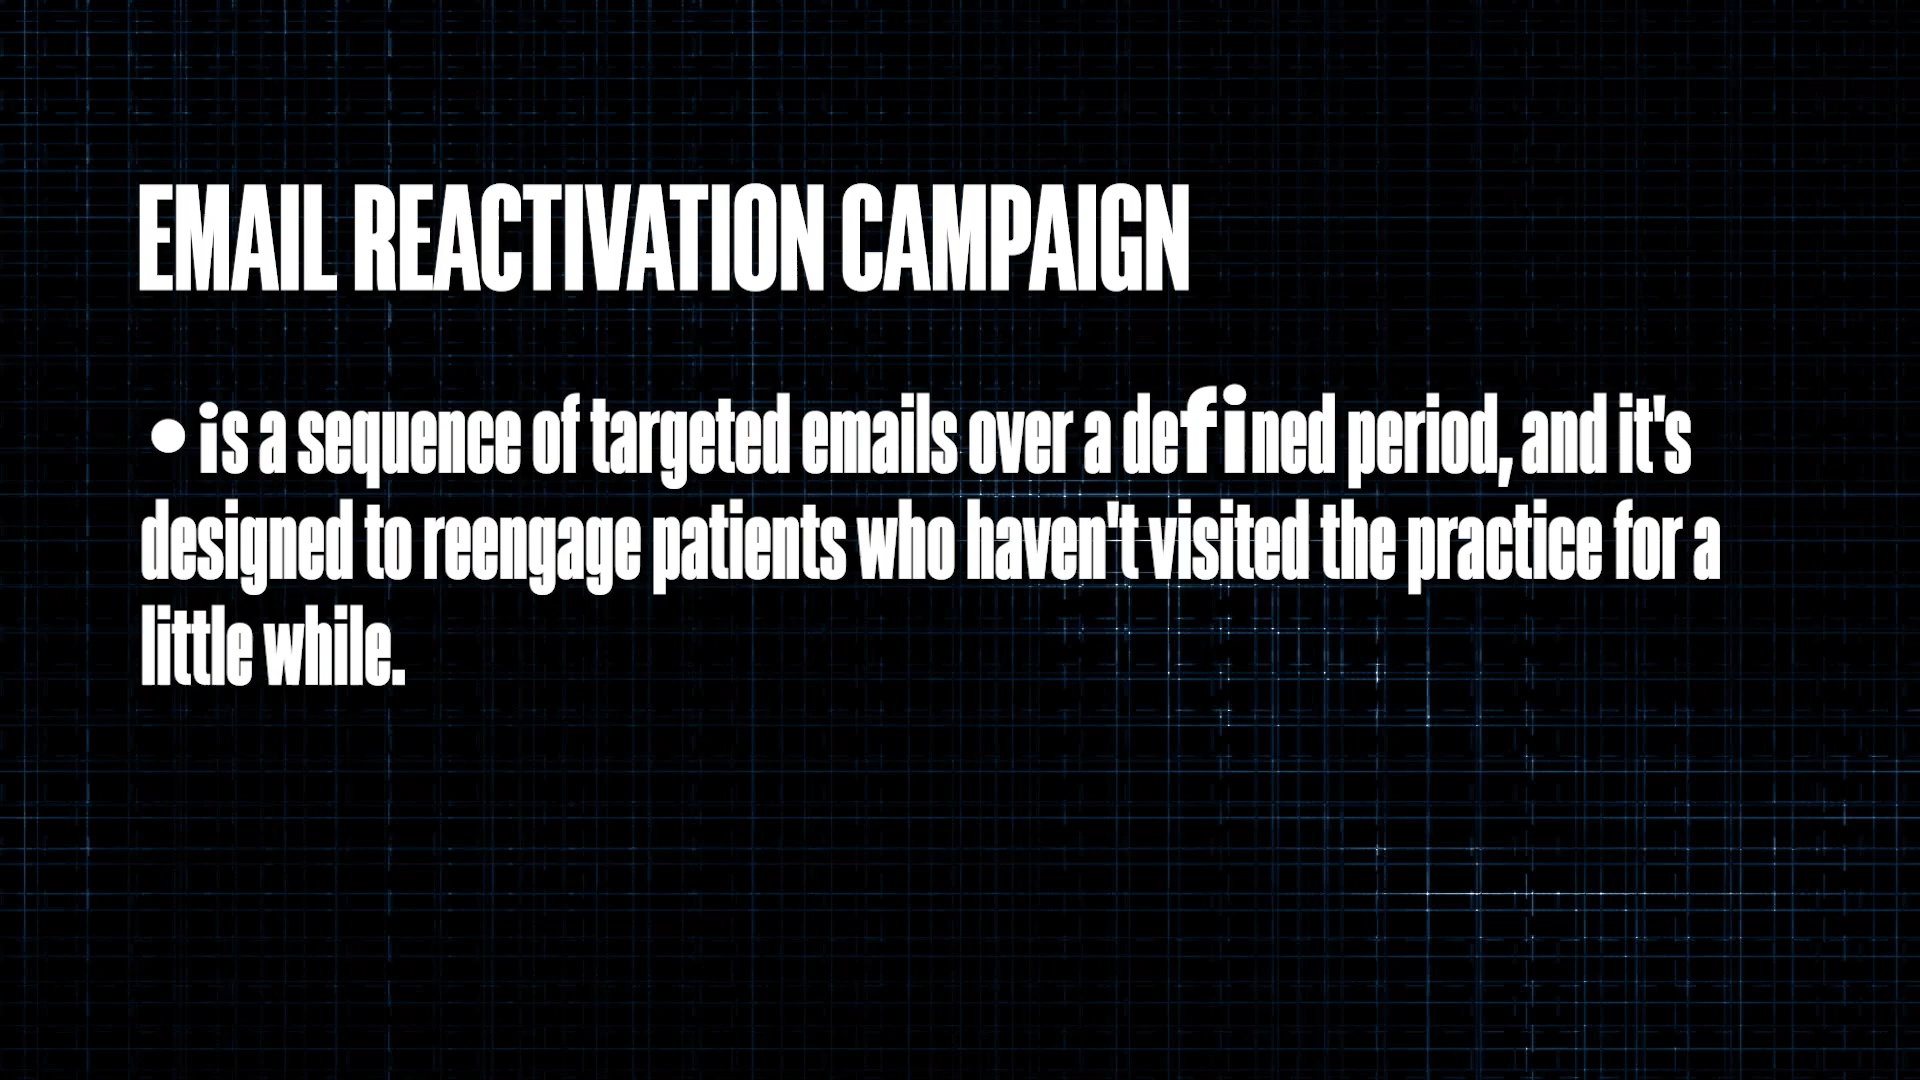 EMAIL REACTIVATION CAMPAIGN
• is a sequence of targeted emails over a defined period, and it's
designed to reengage patients who haven't visited the practice for a
little while.